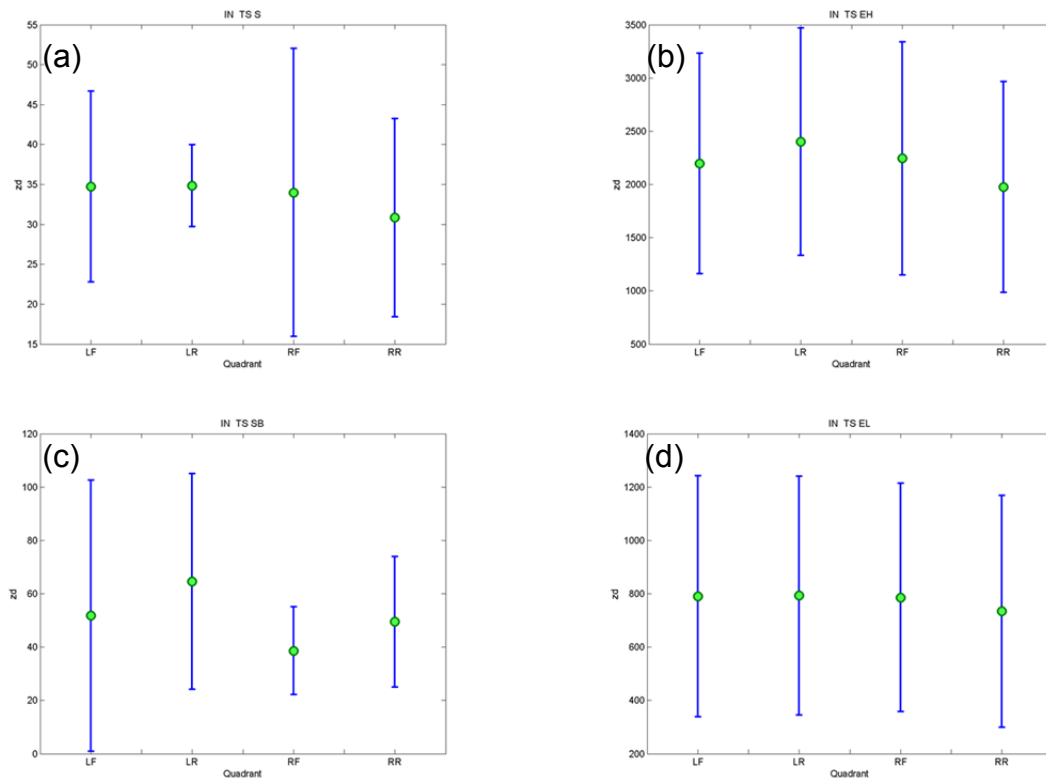 IN TS S
(a)
55
50
45
40
35
30
25
20
15
zd
LF LR RF RR
Quadrant
IN TS EH
(b)
3500
3000
2500
2000
1500
1000
500
zd
LF LR RF RR
Quadrant
IN TS SB
(c)
120
100
80
60
40
20
0
zd
LF LR RF RR
Quadrant
IN TS EL
(d)
1400
1200
1000
800
600
400
200
zd
LF LR RF RR
Quadrant